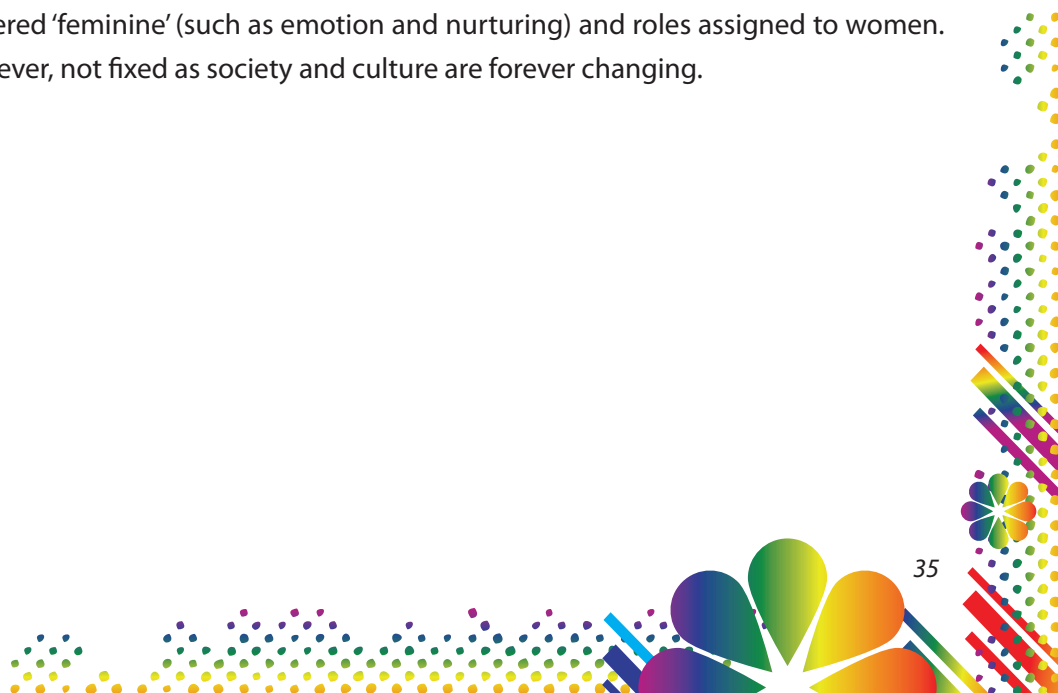 ered ‘feminine’ (such as emotion and nurturing) and roles assigned to women.
ever, not fixed as society and culture are forever changing.
35